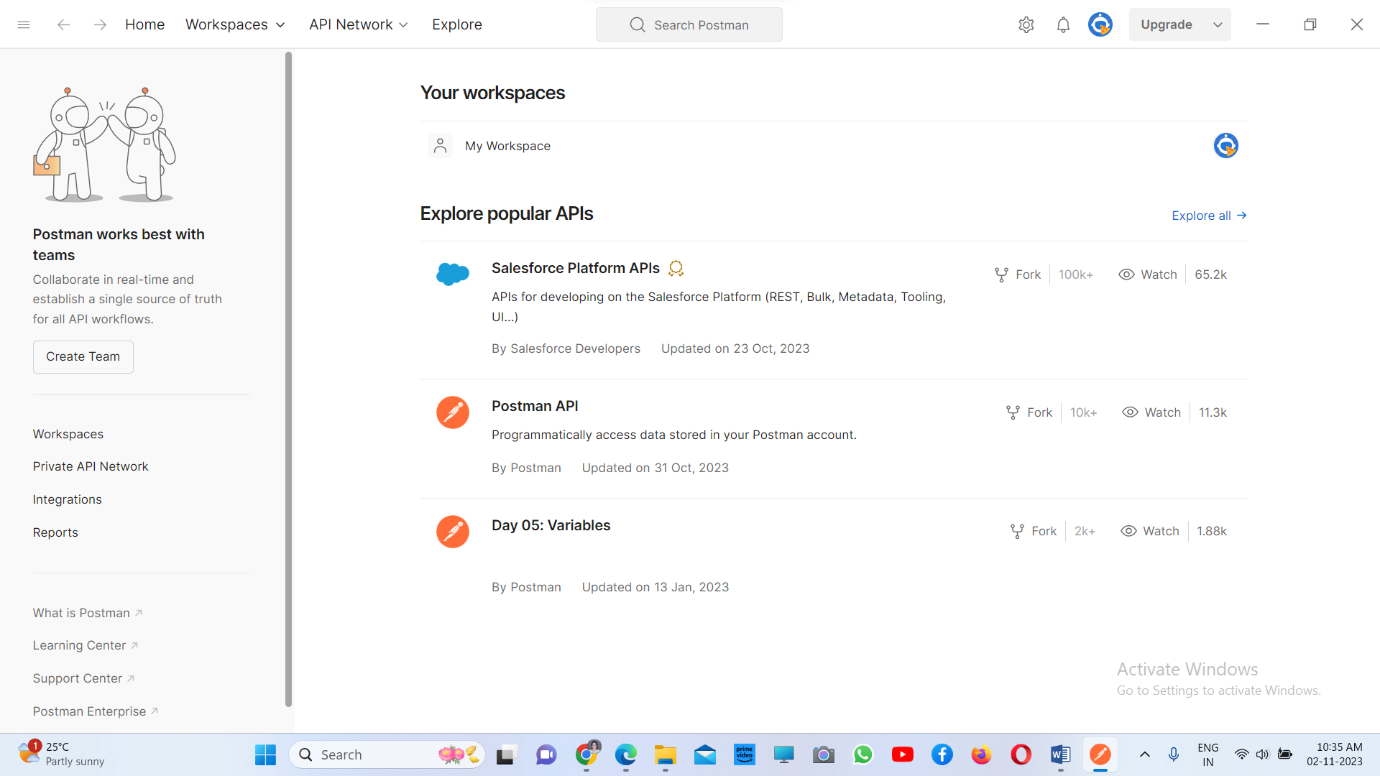 Home
Workspaces
API Network
Explore
Search Postman
Upgrade
Postman works best with
teams
Collaborate in real-time and
establish a single source of truth
for all API workflows.
Create Team
Workspaces
Private API Network
Integrations
Reports
What is Postman
Learning Center
Support Center
Postman Enterprise
Your workspaces
My Workspace
Explore popular APIs
Explore all
Salesforce Platform APIs
Fork 100k+ Watch 65.2k
APIs for developing on the Salesforce Platform (REST, Bulk, Metadata, Tooling,
UI...)
By Salesforce Developers Updated on 23 Oct, 2023
Postman API
Fork 10k+ Watch 11.3k
Programmatically access data stored in your Postman account.
By Postman Updated on 31 Oct, 2023
Day 05: Variables
Fork 2k+ Watch 1.88k
By Postman Updated on 13 Jan, 2023
Activate Windows
Go to Settings to activate Windows.
1
25°C
Partly sunny
Search
prime video
ENG
IN
10:35 AM
02-11-2023